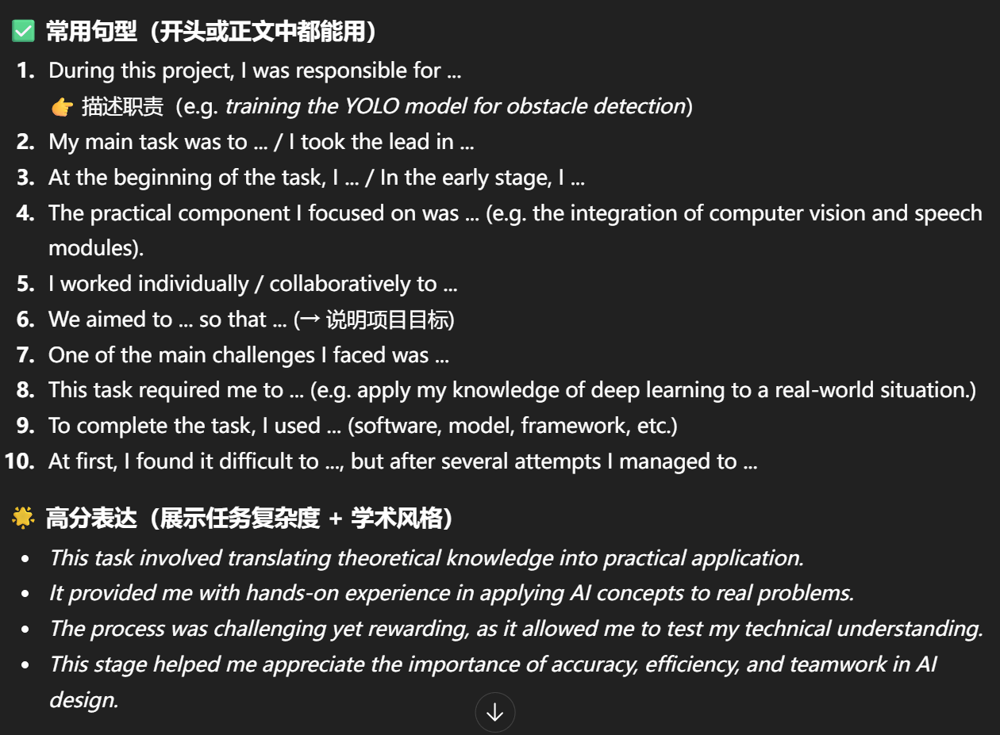 ✅ 常用句型（开头或正文中都能用）
1. During this project, I was responsible for ...
👉 描述职责（e.g. training the YOLO model for obstacle detection）
2. My main task was to ... / I took the lead in ...
3. At the beginning of the task, I ... / In the early stage, I ...
4. The practical component I focused on was ... (e.g. the integration of computer vision and speech
modules).
5. I worked individually / collaboratively to ...
6. We aimed to ... so that ... (→ 说明项目目标)
7. One of the main challenges I faced was ...
8. This task required me to ... (e.g. apply my knowledge of deep learning to a real-world situation.)
9. To complete the task, I used ... (software, model, framework, etc.)
10. At first, I found it difficult to ..., but after several attempts I managed to ...
🌟 高分表达（展示任务复杂度 + 学术风格）
• This task involved translating theoretical knowledge into practical application.
• It provided me with hands-on experience in applying AI concepts to real problems.
• The process was challenging yet rewarding, as it allowed me to test my technical understanding.
• This stage helped me appreciate the importance of accuracy, efficiency, and teamwork in AI
design.